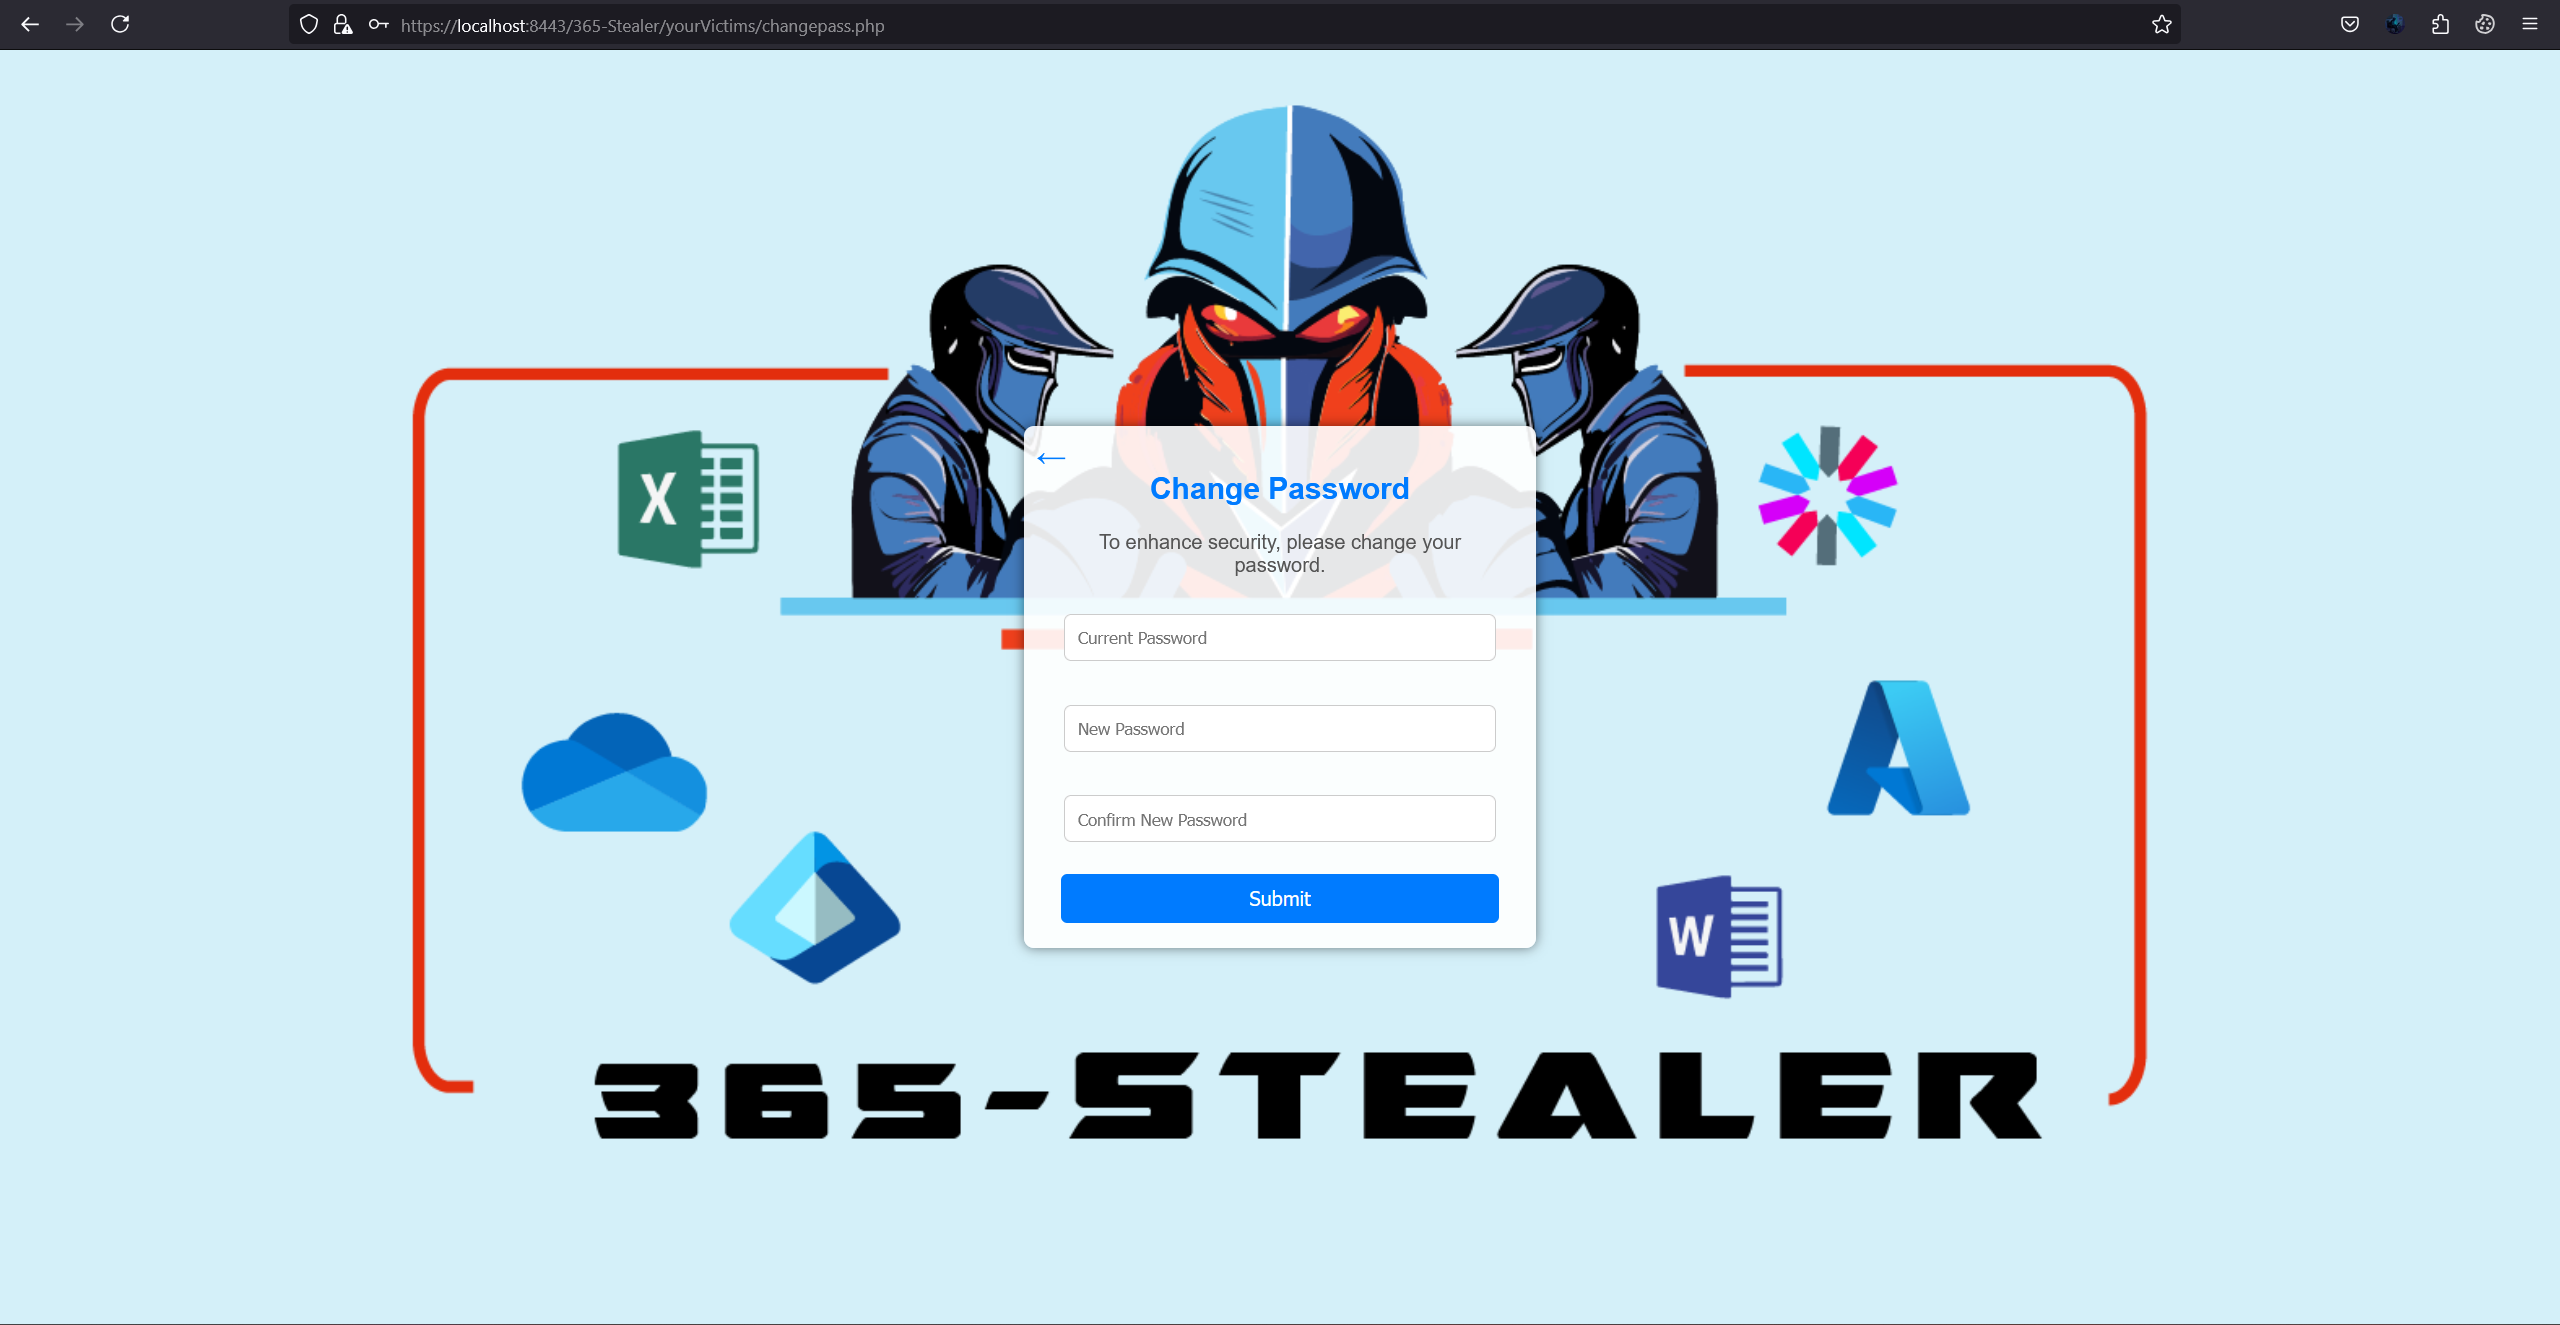 https://localhost:8443/365-Stealer/yourVictims/changepass.php
X
Change Password
To enhance security, please change your
password.
Current Password
New Password
Confirm New Password
Submit
W
365-STEALER